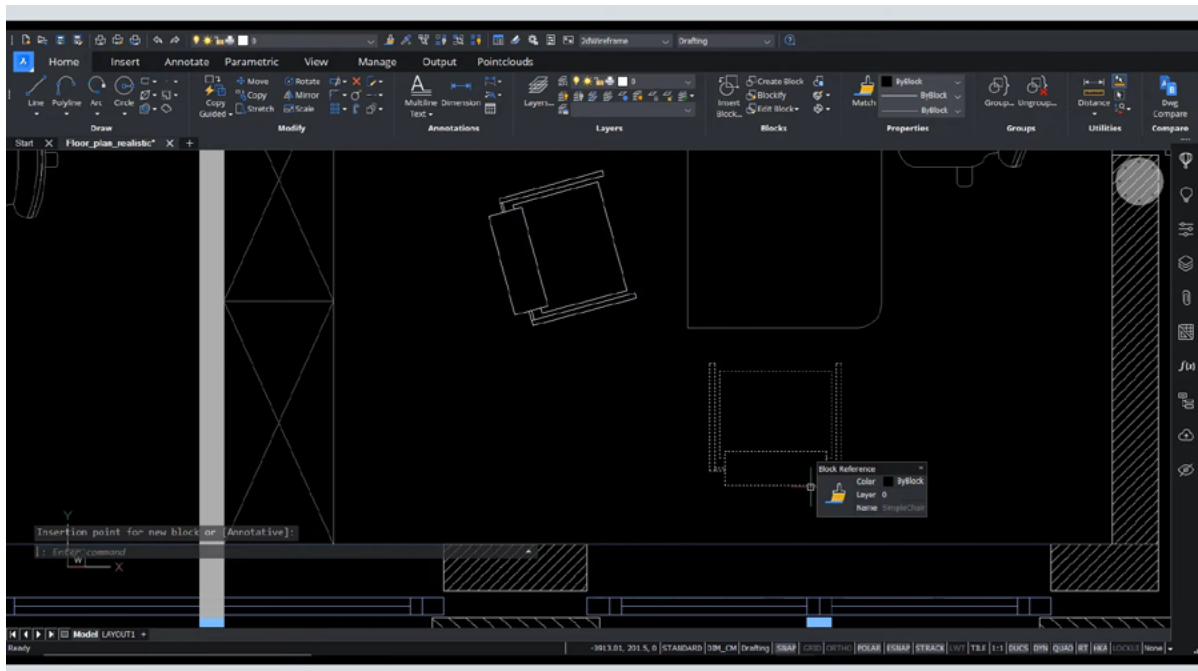 0 2dWireframe Drafting
Home Insert Annotate Parametric View Manage Output Pointclouds
Line Polyline Arc Circle Copy Guided Move Copy Stretch Rotate Mirror Scale Multiline Text Dimension Layers... 0 Insert Block... Create Block Blockify Edit Block Match ByBlock ByBlock ByBlock Group... Ungroup... Distance Dwg Compare
Draw Modify Annotations Layers Blocks Properties Groups Utilities Compare
Start Floor_plan_realistic*
Block Reference
Color ByBlock
Layer 0
Name SimpleChair
Y
Insertion point for new block or [Annotative]:
: Enter command
W X
Model LAYOUT1 +
Ready -3913.01, 201.5, 0 STANDARD DIM_CM Drafting SNAP GRID ORTHO POLAR ESNAP STRACK LWT TILE 1:1 DUCS DYN QUAD RT HKA LOCKUI None